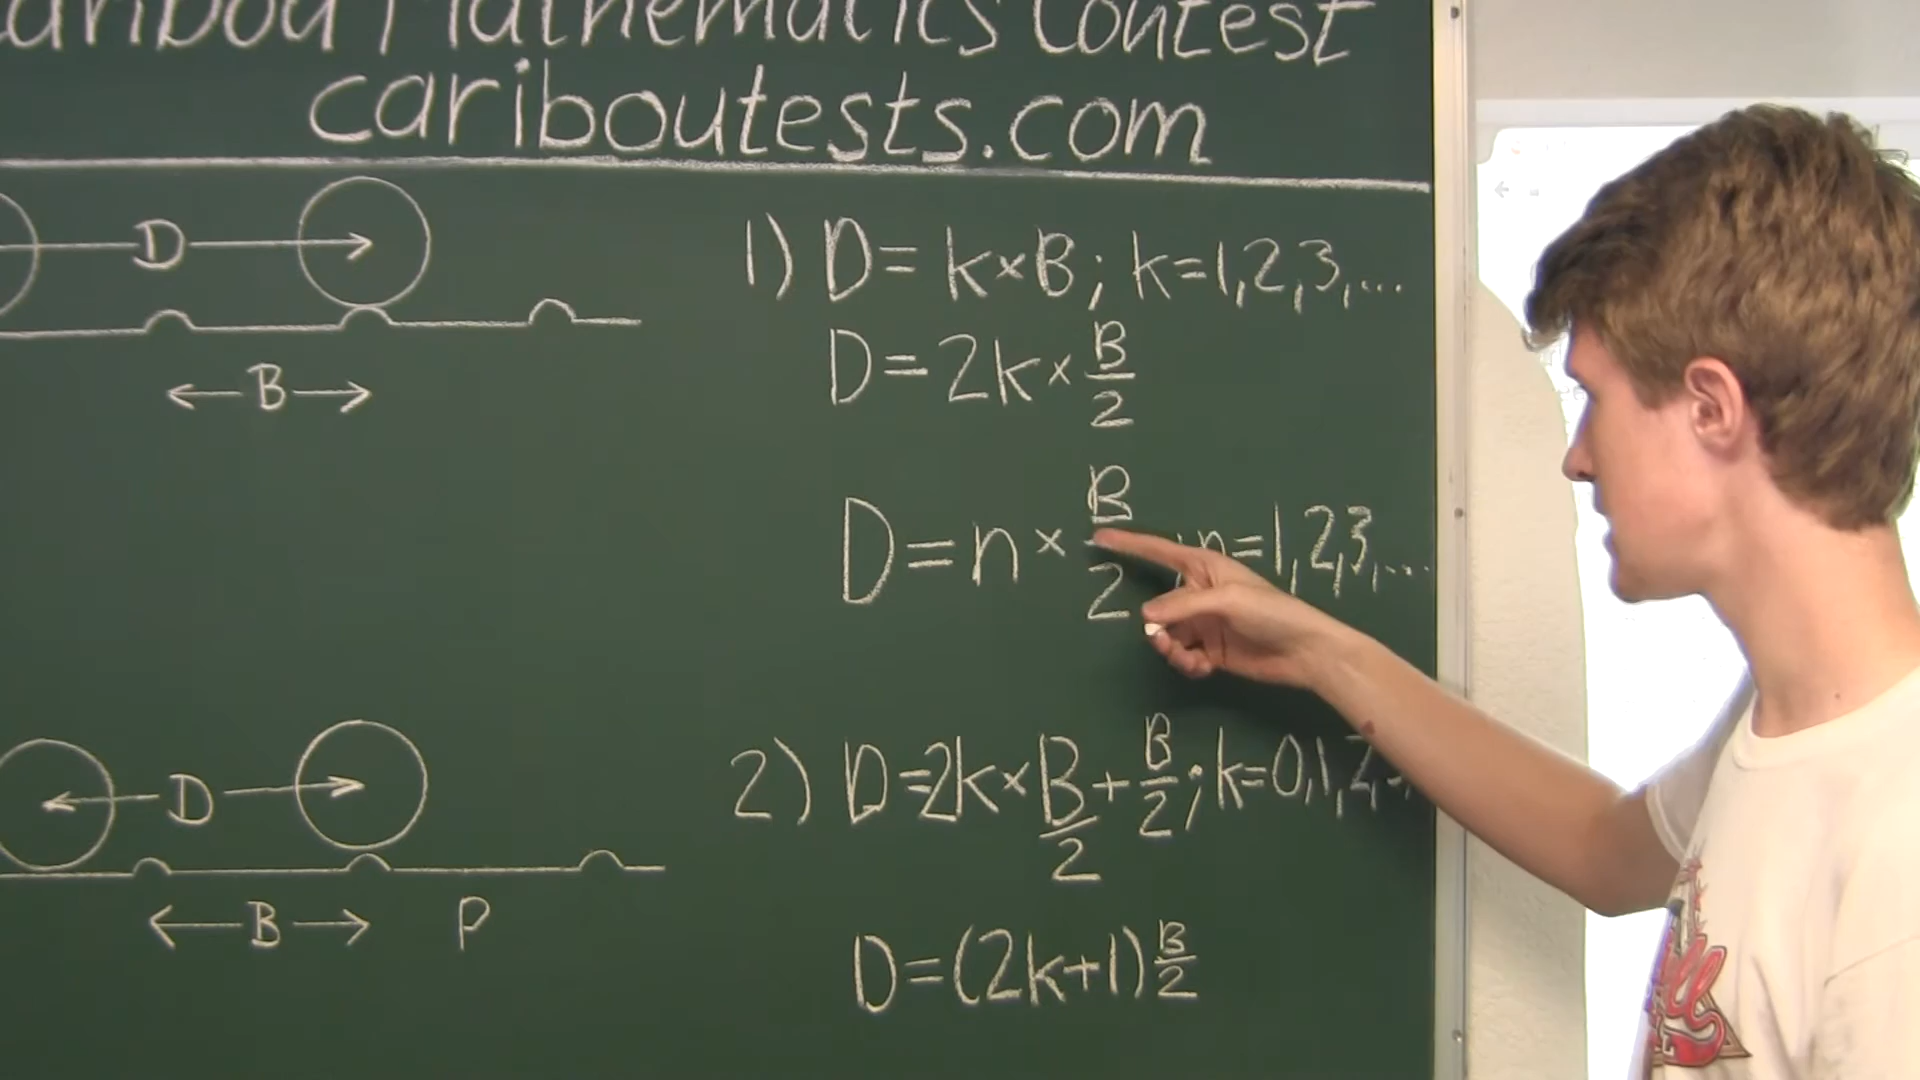 Mathematics Contest
cariboutests.com
D
B
1) D = k×B; k=1,2,3,...
D = 2k × B/2
D = n × B/2 ; n=1,2,3,...
D
B P
2) D=2k×B/2+B/2; k=0,1,2,
D=(2k+1)B/2